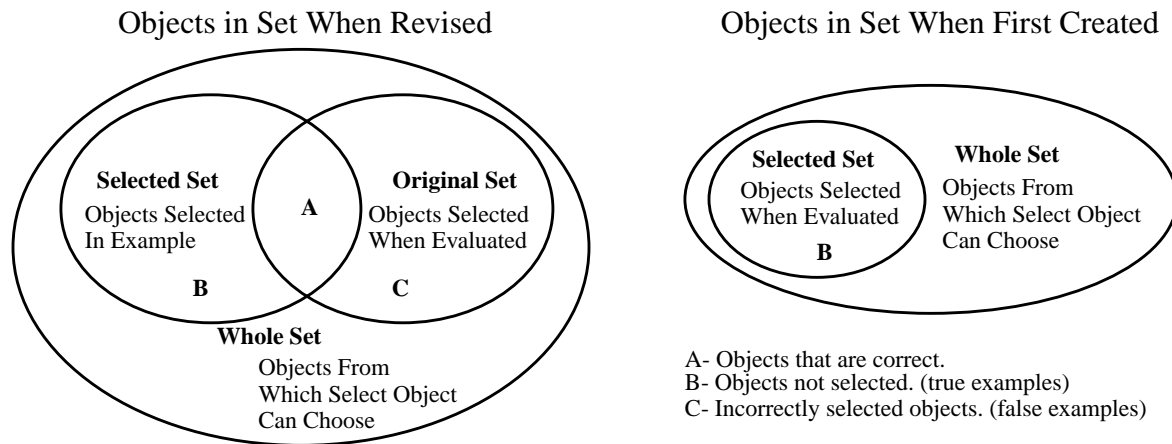 Objects in Set When Revised
Selected Set
Objects Selected
In Example
B
A
Original Set
Objects Selected
When Evaluated
C
Whole Set
Objects From
Which Select Object
Can Choose
Objects in Set When First Created
Selected Set
Objects Selected
When Evaluated
B
Whole Set
Objects From
Which Select Object
Can Choose
A- Objects that are correct.
B- Objects not selected. (true examples)
C- Incorrectly selected objects. (false examples)